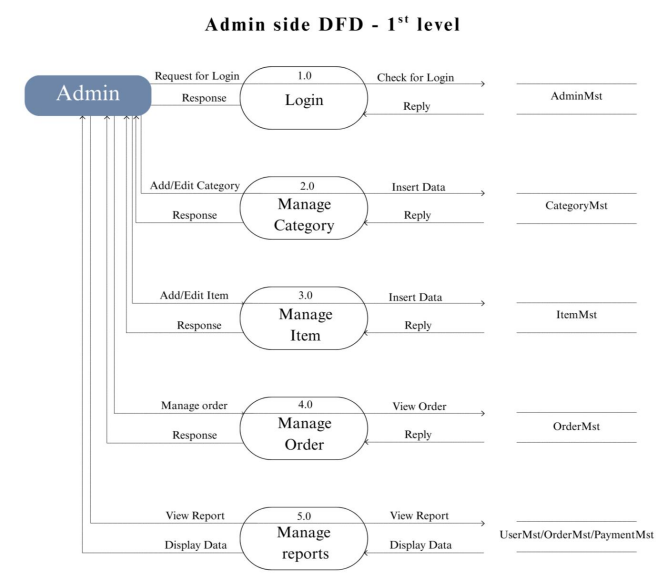 Admin side DFD - 1st level
Admin
Request for Login
1.0
Check for Login
Response
Login
Reply
AdminMst
Add/Edit Category
2.0
Insert Data
Response
Manage
Category
Reply
CategoryMst
Add/Edit Item
3.0
Insert Data
Response
Manage
Item
Reply
ItemMst
Manage order
4.0
View Order
Response
Manage
Order
Reply
OrderMst
View Report
5.0
View Report
Display Data
Manage
reports
Display Data
UserMst/OrderMst/PaymentMst